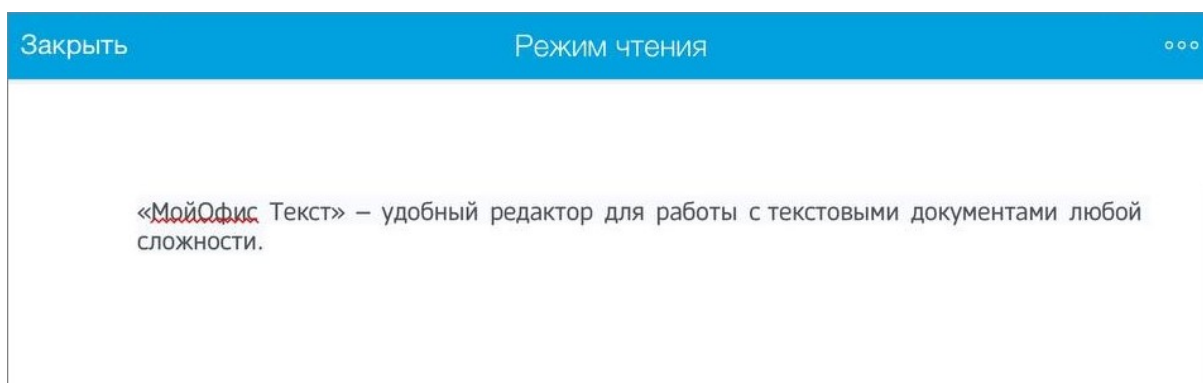 Закрыть Режим чтения
«МойОфис Текст» – удобный редактор для работы с текстовыми документами любой
сложности.